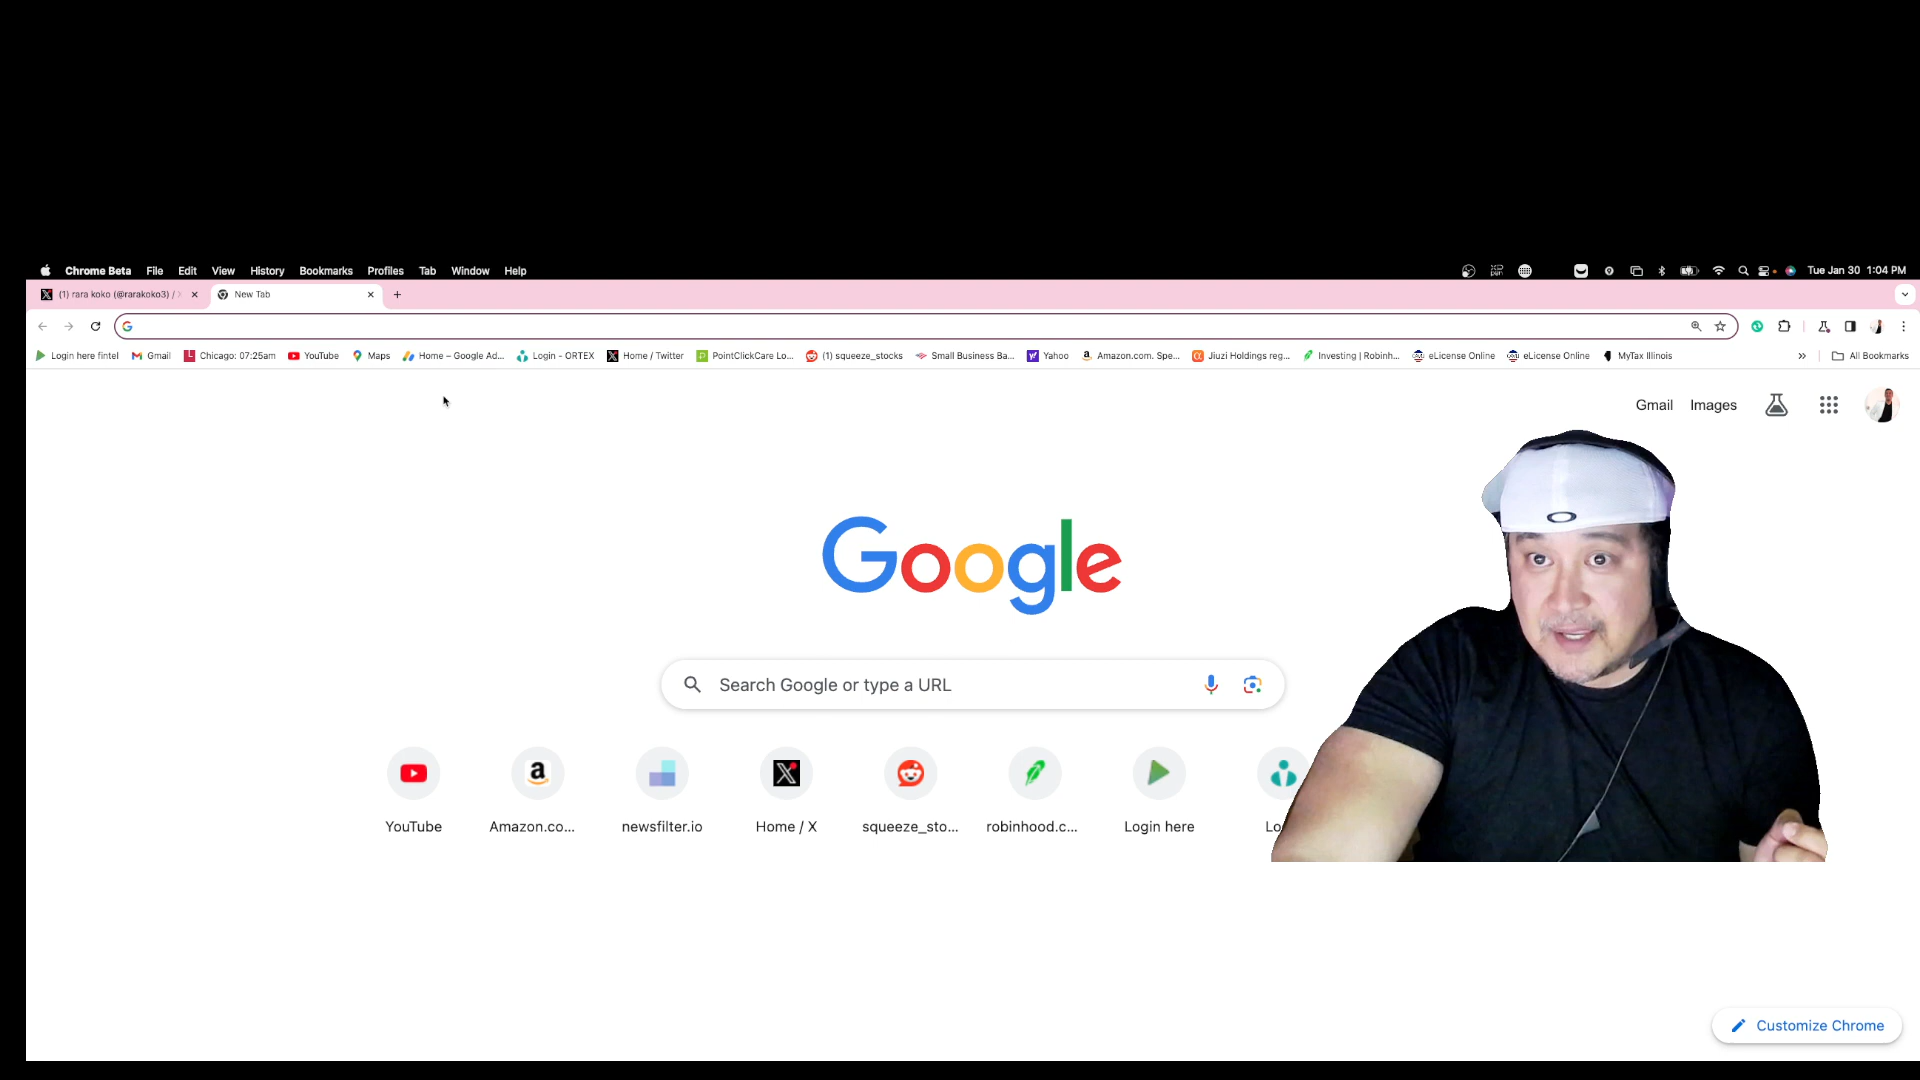 Chrome Beta File Edit View History Bookmarks Profiles Tab Window Help Tue Jan 30 1:04 PM
(1) rara koko (@rarakoko3) / New Tab
Login here fintel Gmail Chicago: 07:25am YouTube Maps Home – Google Ad... Login - ORTEX Home / Twitter PointClickCare Lo... (1) squeeze_stocks Small Business Ba... Yahoo Amazon.com. Spe... Jiuzi Holdings reg... Investing | Robinh... eLicense Online eLicense Online MyTax Illinois » All Bookmarks
Gmail Images
Google
Search Google or type a URL
YouTube Amazon.co... newsfilter.io Home / X squeeze_sto... robinhood.c... Login here Lo
Customize Chrome